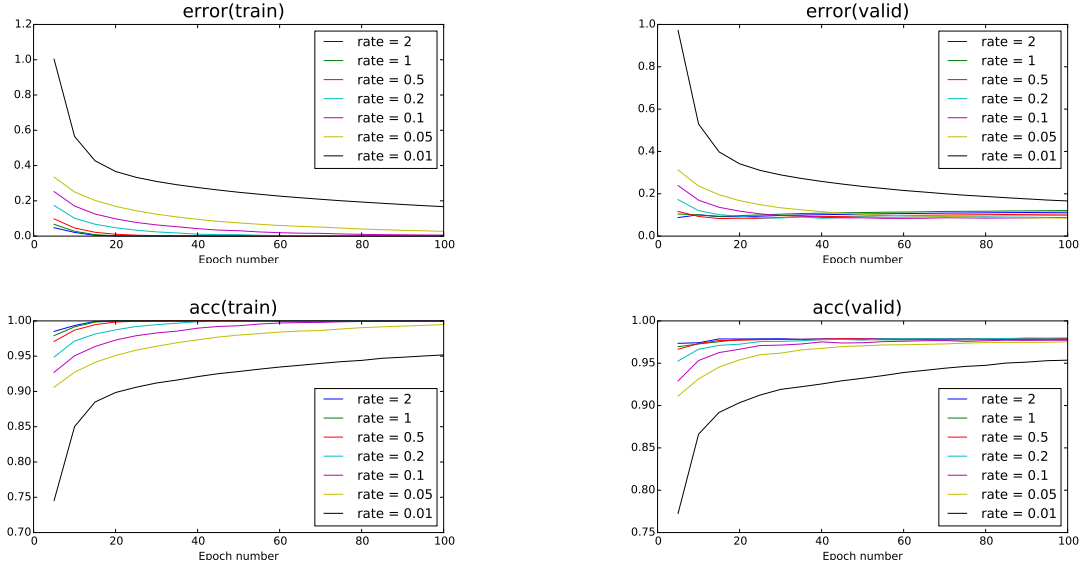 error(train)
1.2
1.0
0.8
0.6
0.4
0.2
0.0
0 20 40 60 80 100
Epoch number
rate = 2
rate = 1
rate = 0.5
rate = 0.2
rate = 0.1
rate = 0.05
rate = 0.01
error(valid)
1.0
0.8
0.6
0.4
0.2
0.0
0 20 40 60 80 100
Epoch number
rate = 2
rate = 1
rate = 0.5
rate = 0.2
rate = 0.1
rate = 0.05
rate = 0.01
acc(train)
1.00
0.95
0.90
0.85
0.80
0.75
0.70
0 20 40 60 80 100
Epoch number
rate = 2
rate = 1
rate = 0.5
rate = 0.2
rate = 0.1
rate = 0.05
rate = 0.01
acc(valid)
1.00
0.95
0.90
0.85
0.80
0.75
0 20 40 60 80 100
Epoch number
rate = 2
rate = 1
rate = 0.5
rate = 0.2
rate = 0.1
rate = 0.05
rate = 0.01